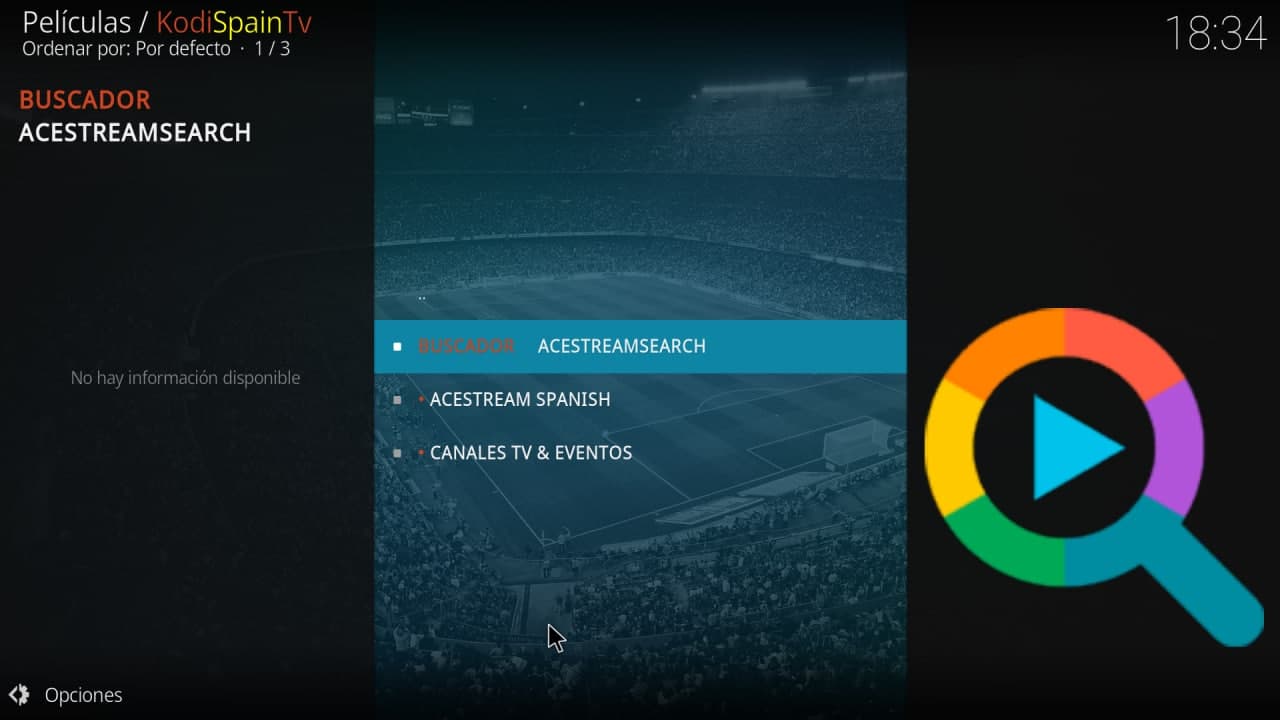 Películas / KodiSpainTv
Ordenar por: Por defecto · 1 / 3
18:34
BUSCADOR
ACESTREAMSEARCH
No hay información disponible
..
BUSCADOR ACESTREAMSEARCH
· ACESTREAM SPANISH
· CANALES TV & EVENTOS
Opciones